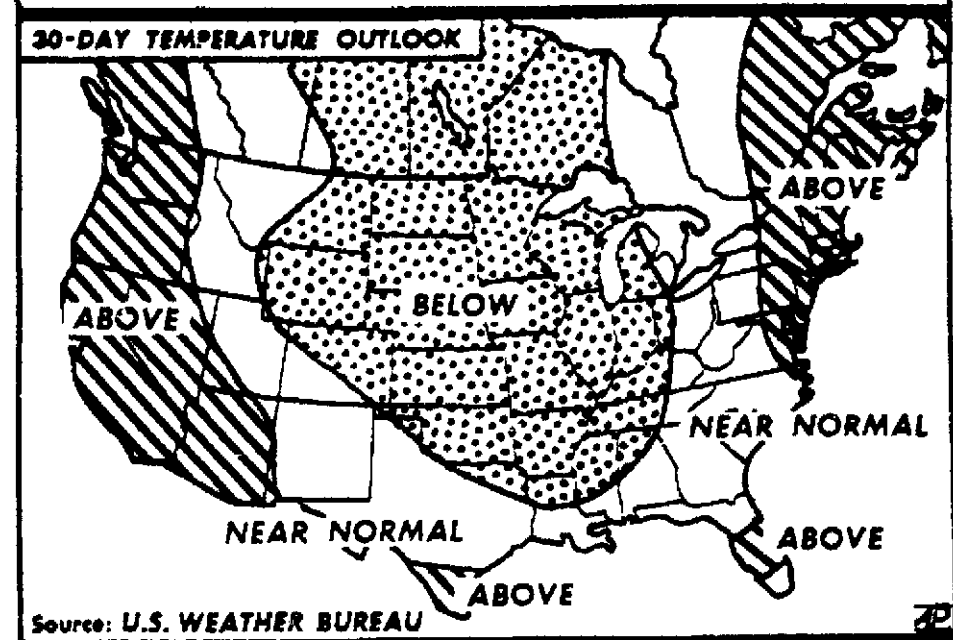 30-DAY TEMPERATURE OUTLOOK
ABOVE
ABOVE
BELOW
NEAR NORMAL
NEAR NORMAL
ABOVE
ABOVE
Source: U.S. WEATHER BUREAU
AP